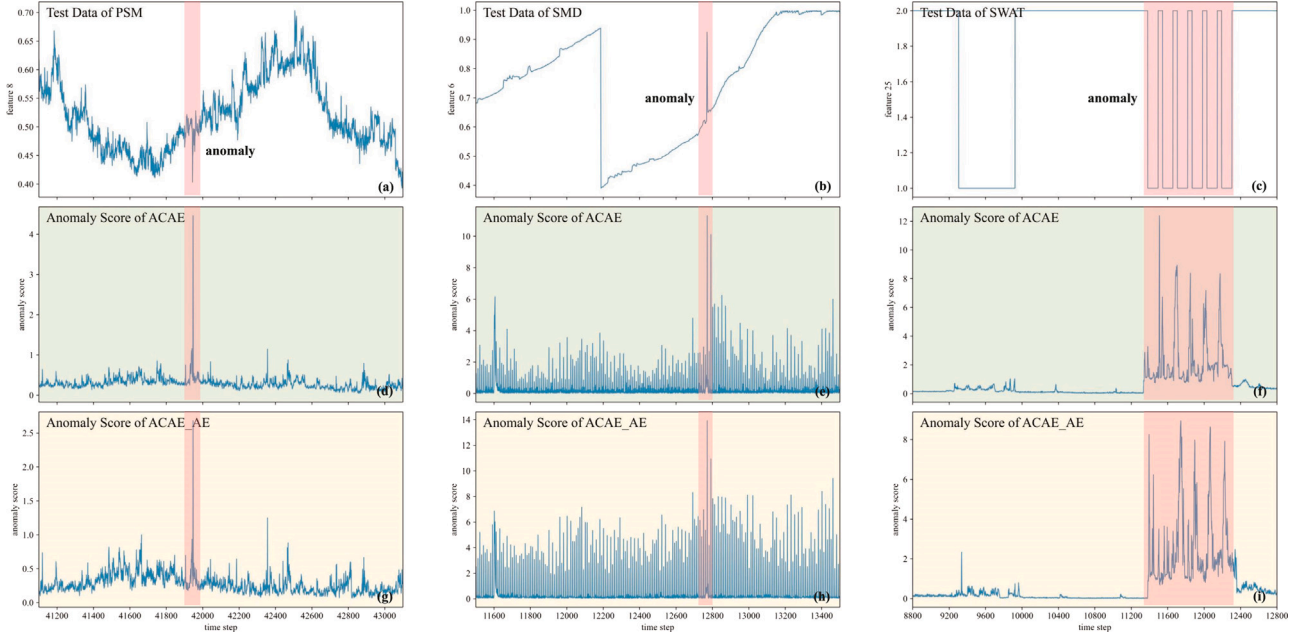 Test Data of PSM
0.70
0.65
0.60
0.55
0.50
0.45
0.40
feature 8
anomaly
(a)
Test Data of SMD
1.0
0.9
0.8
0.7
0.6
0.5
0.4
feature 6
anomaly
(b)
Test Data of SWAT
2.0
1.8
1.6
1.4
1.2
1.0
feature 25
anomaly
(c)
Anomaly Score of ACAE
4
3
2
1
0
anomaly score
(d)
Anomaly Score of ACAE
10
8
6
4
2
0
anomaly score
(e)
Anomaly Score of ACAE
12
10
8
6
4
2
0
anomaly score
(f)
Anomaly Score of ACAE_AE
2.5
2.0
1.5
1.0
0.5
0.0
anomaly score
(g)
41200 41400 41600 41800 42000 42200 42400 42600 42800 43000
time step
Anomaly Score of ACAE_AE
14
12
10
8
6
4
2
0
anomaly score
(h)
11600 11800 12000 12200 12400 12600 12800 13000 13200 13400
time step
Anomaly Score of ACAE_AE
8
6
4
2
0
anomaly score
(i)
8800 9200 9600 10000 10400 10800 11200 11600 12000 12400 12800
time step